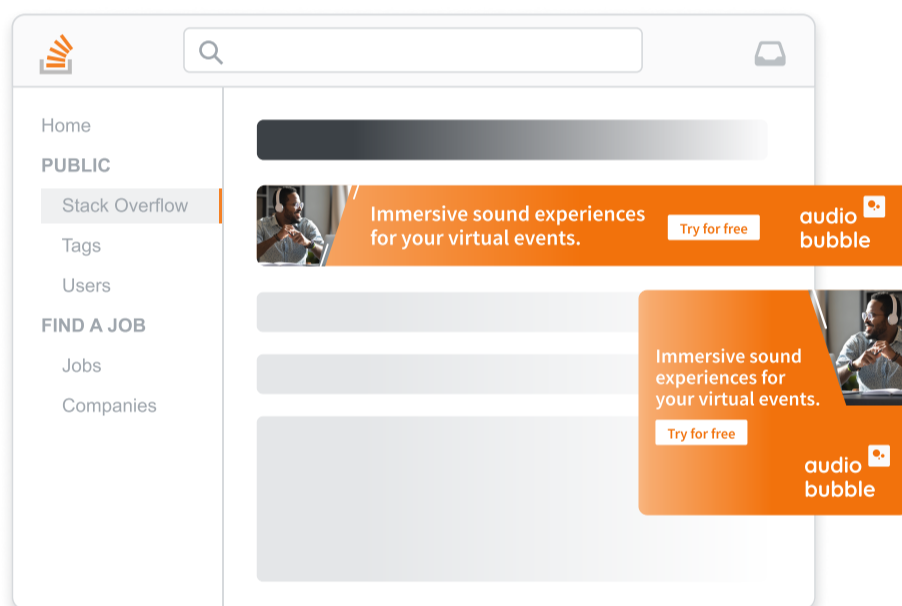 Home
PUBLIC
Stack Overflow
Tags
Users
FIND A JOB
Jobs
Companies
Immersive sound experiences
for your virtual events.
Try for free
audio
bubble
Immersive sound
experiences for
your virtual events.
Try for free
audio
bubble